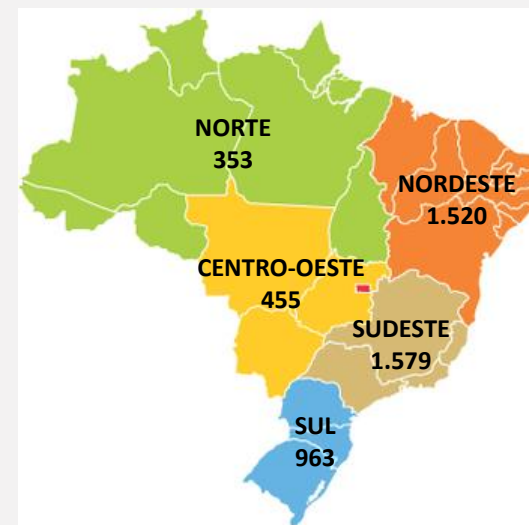 NORTE
353
NORDESTE
1.520
CENTRO-OESTE
455
SUDESTE
1.579
SUL
963